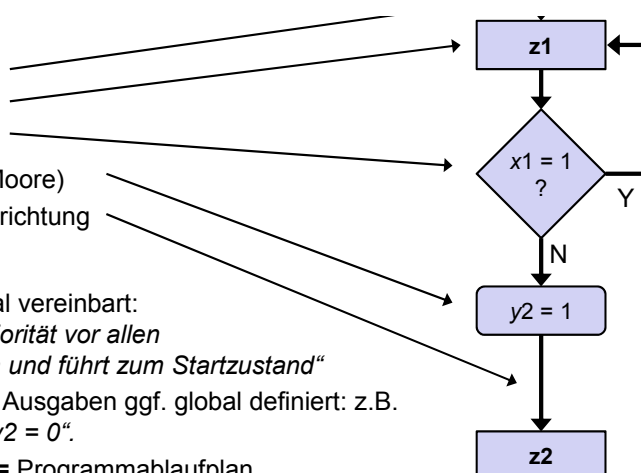 z1
x1 = 1
?
Y
N
y2 = 1
z2
Moore)
richtung
al vereinbart:
orität vor allen
und führt zum Startzustand“
Ausgaben ggf. global definiert: z.B.
y2 = 0“.
= Programmablaufplan